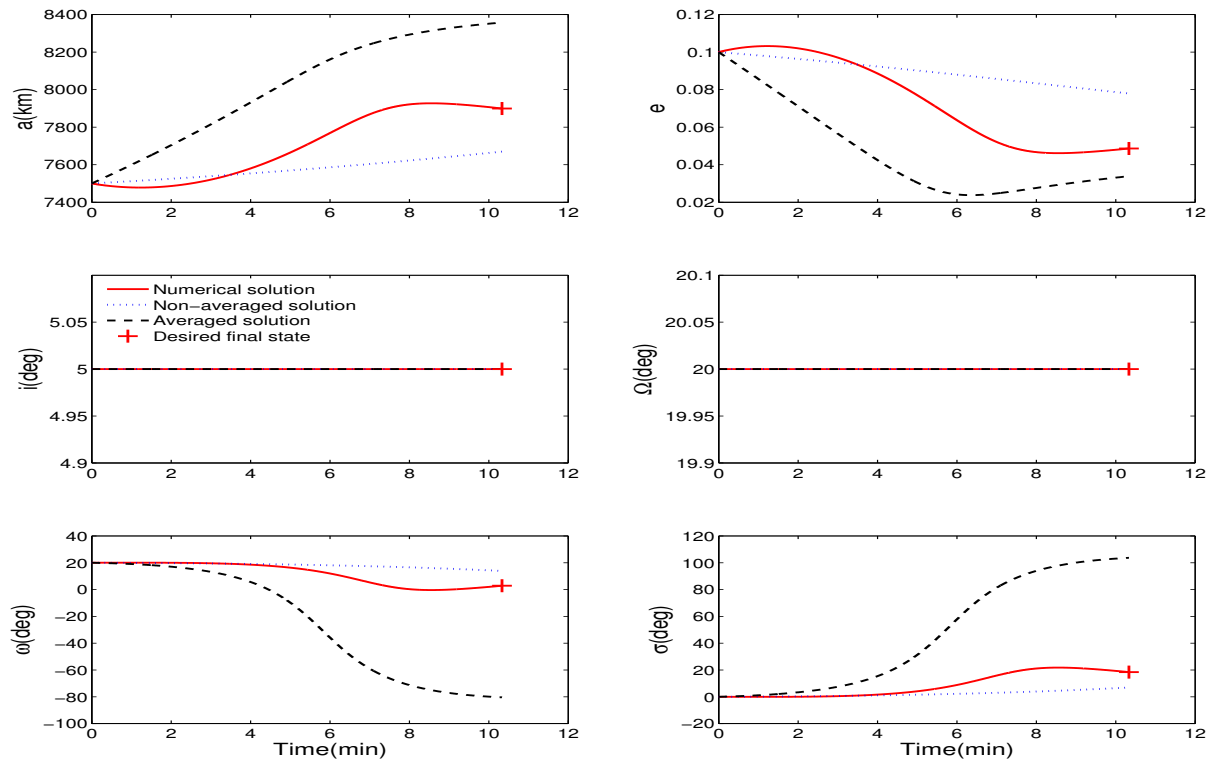 8400
8200
8000
7800
7600
7400
a(km)
0 2 4 6 8 10 12
0.12
0.1
0.08
0.06
0.04
0.02
e
0 2 4 6 8 10 12
5.05
5
4.95
4.9
i(deg)
Numerical solution
Non−averaged solution
Averaged solution
Desired final state
0 2 4 6 8 10 12
20.1
20.05
20
19.95
19.9
Ω(deg)
0 2 4 6 8 10 12
40
20
0
−20
−40
−60
−80
−100
ω(deg)
0 2 4 6 8 10 12
Time(min)
120
100
80
60
40
20
0
−20
σ(deg)
0 2 4 6 8 10 12
Time(min)